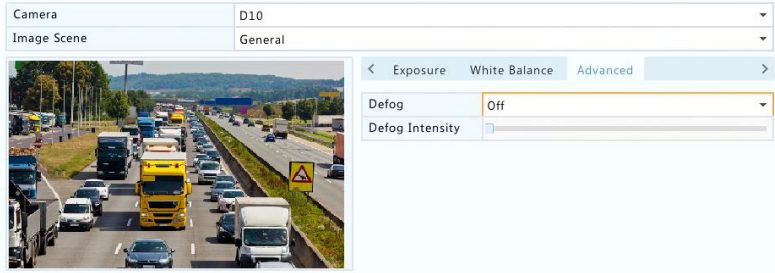 Camera D10
Image Scene General
Exposure White Balance Advanced
Defog Off
Defog Intensity